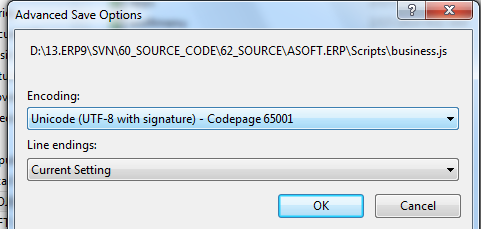 Advanced Save Options
D:\13.ERP9\SVN\60_SOURCE_CODE\62_SOURCE\ASOFT.ERP\Scripts\business.js
Encoding:
Unicode (UTF-8 with signature) - Codepage 65001
Line endings:
Current Setting
OK Cancel